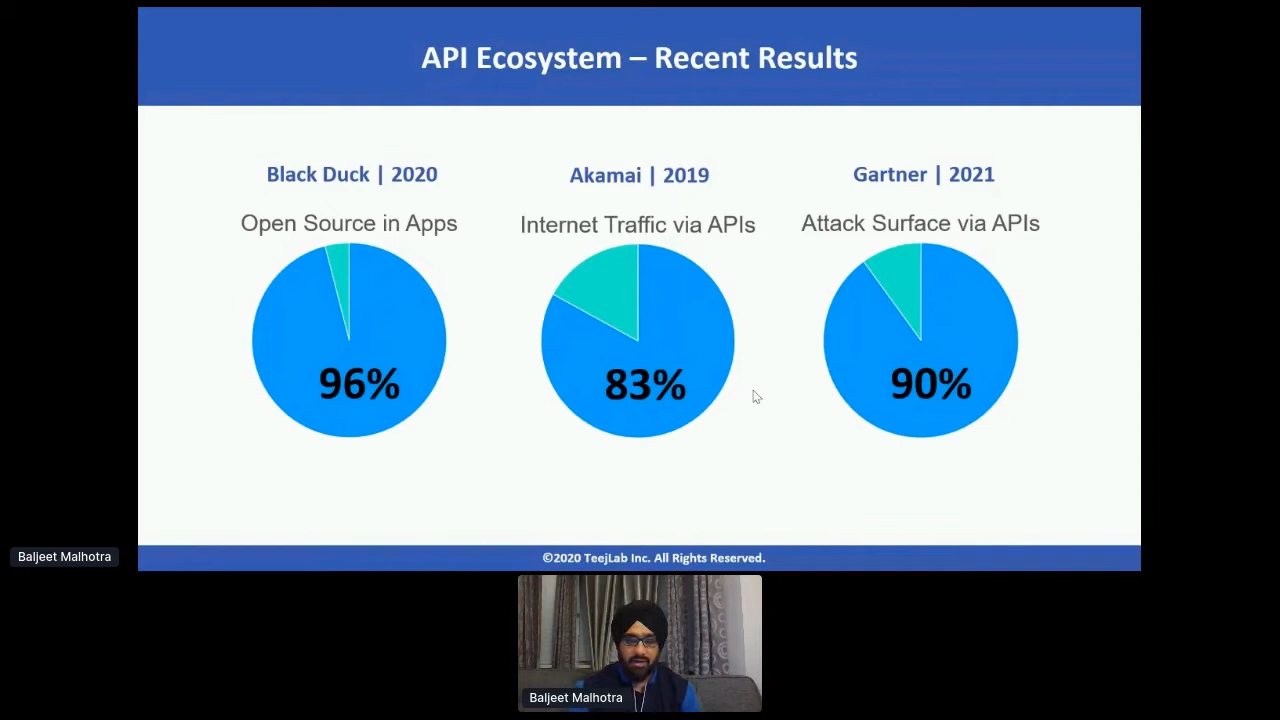 API Ecosystem – Recent Results
Black Duck | 2020
Akamai | 2019
Gartner | 2021
Open Source in Apps
Internet Traffic via APIs
Attack Surface via APIs
96%
83%
90%
©2020 TeejLab Inc. All Rights Reserved.
Baljeet Malhotra
Baljeet Malhotra